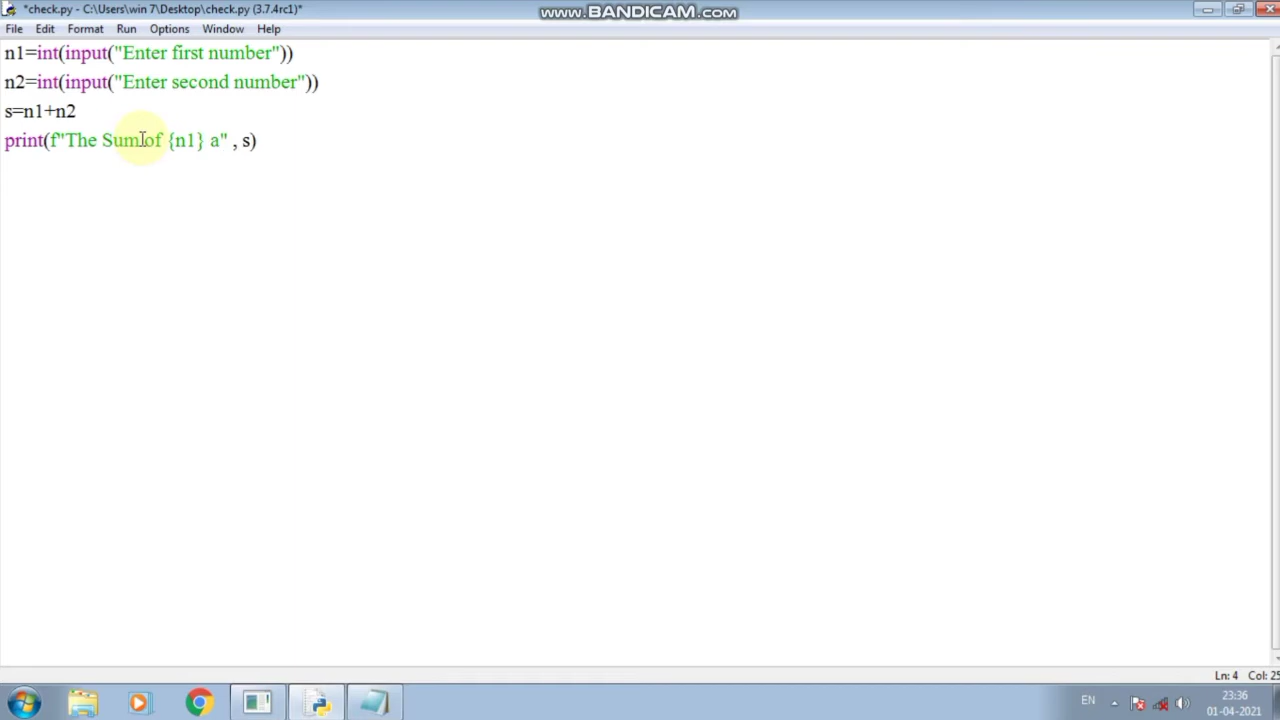 *check.py - C:\Users\win 7\Desktop\check.py (3.7.4rc1)*
www.BANDICAM.com
File Edit Format Run Options Window Help
n1=int(input("Enter first number"))
n2=int(input("Enter second number"))
s=n1+n2
print(f"The Sum of {n1} a" , s)
Ln: 4 Col: 25
EN
23:36
01-04-2021